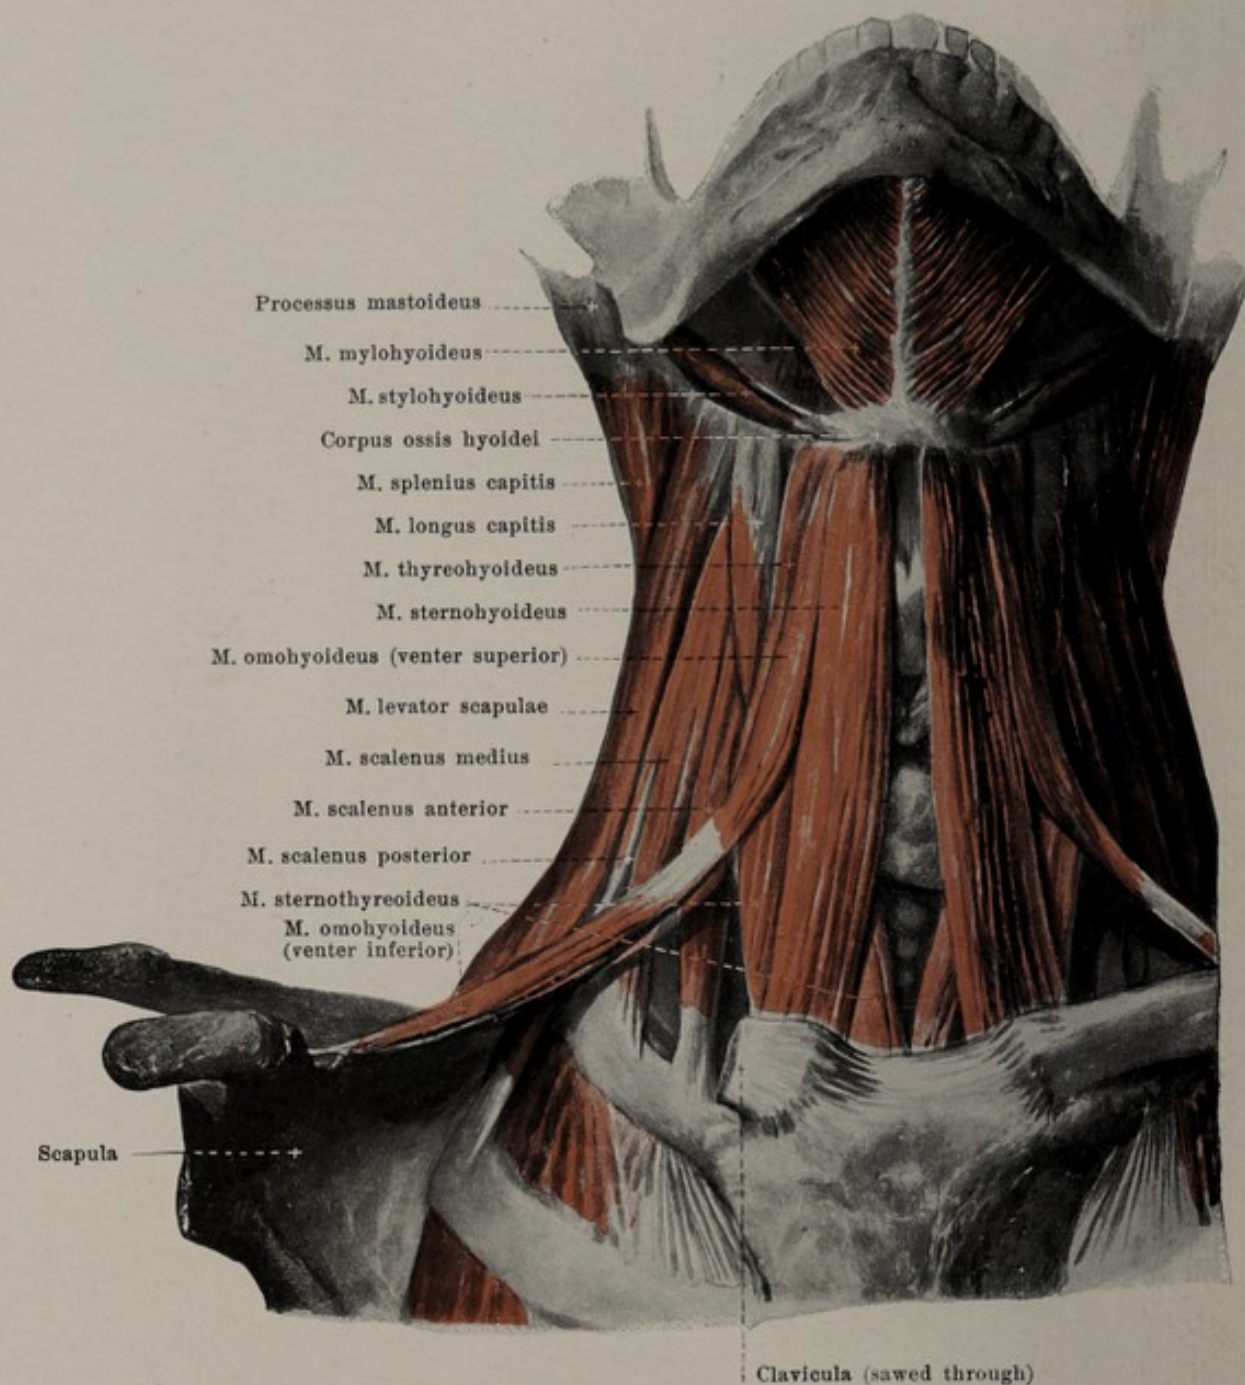 Processus mastoideus
M. mylohyoideus
M. stylohyoideus
Corpus ossis hyoidei
M. splenius capitis
M. longus capitis
M. thyreohyoideus
M. sternohyoideus
M. omohyoideus (venter superior)
M. levator scapulae
M. scalenus medius
M. scalenus anterior
M. scalenus posterior
M. sternothyreoideus
M. omohyoideus
(venter inferior)
Scapula
Clavicula (sawed through)